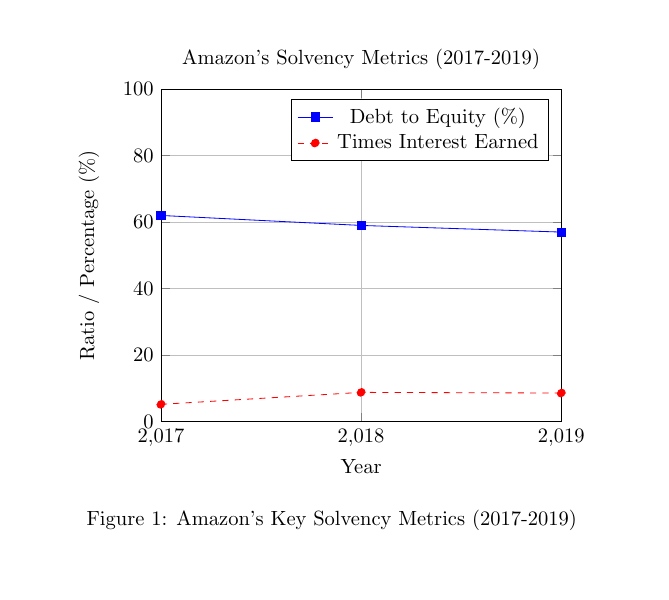 Amazon's Solvency Metrics (2017-2019)
100
80
60
40
20
0
Ratio / Percentage (%)
Debt to Equity (%)
Times Interest Earned
2,017
2,018
2,019
Year
Figure 1: Amazon's Key Solvency Metrics (2017-2019)